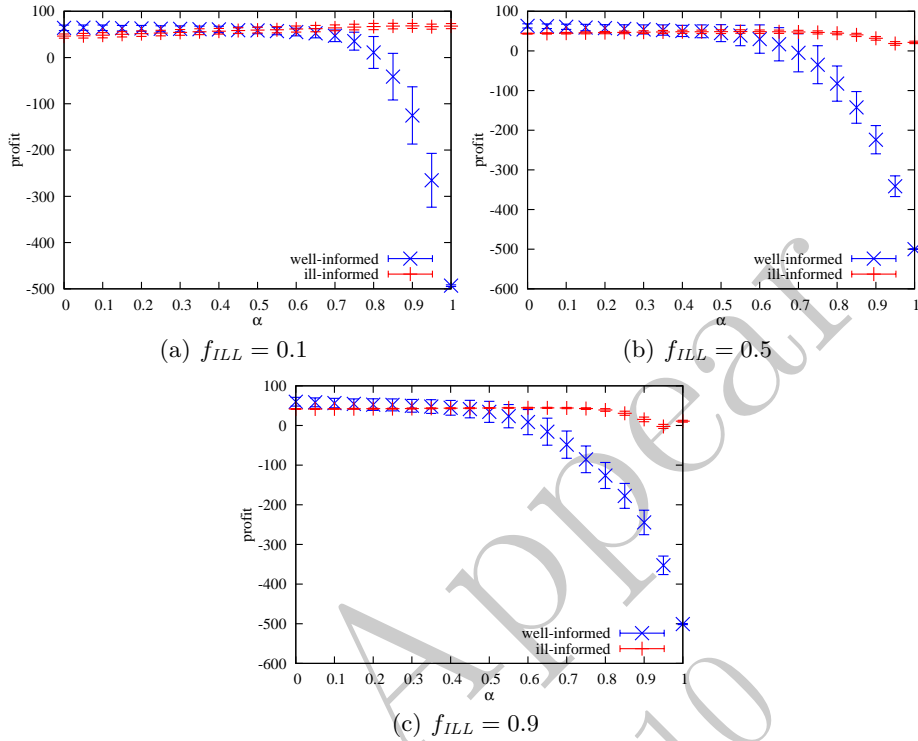 100
0
-100
-200
-300
-400
-500
profit
well-informed
ill-informed
0 0.1 0.2 0.3 0.4 0.5 0.6 0.7 0.8 0.9 1
α
(a) f_ILL = 0.1
100
0
-100
-200
-300
-400
-500
-600
profit
well-informed
ill-informed
0 0.1 0.2 0.3 0.4 0.5 0.6 0.7 0.8 0.9 1
α
(b) f_ILL = 0.5
100
0
-100
-200
-300
-400
-500
-600
profit
well-informed
ill-informed
0 0.1 0.2 0.3 0.4 0.5 0.6 0.7 0.8 0.9 1
α
(c) f_ILL = 0.9
Appear
10